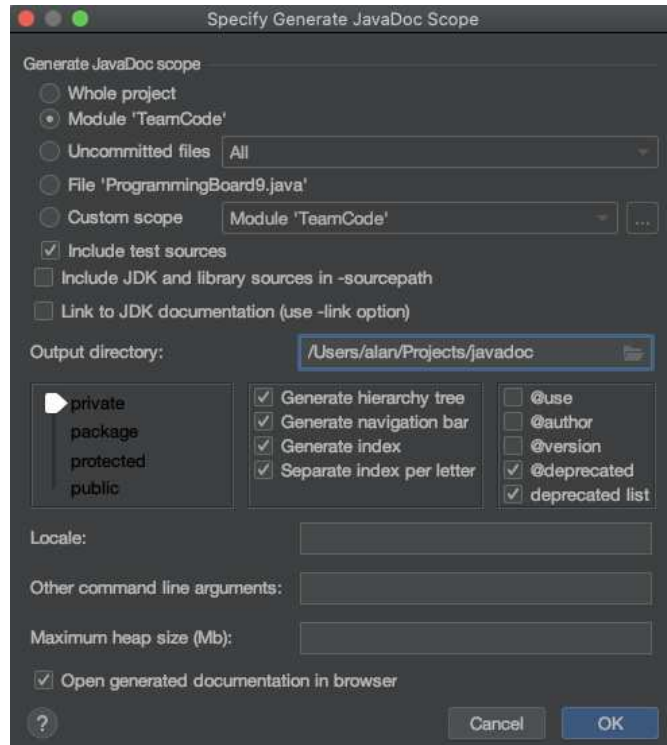 Specify Generate JavaDoc Scope
Generate JavaDoc scope
Whole project
Module 'TeamCode'
Uncommitted files All
File 'ProgrammingBoard9.java'
Custom scope Module 'TeamCode' ...
Include test sources
Include JDK and library sources in -sourcepath
Link to JDK documentation (use -link option)
Output directory: /Users/alan/Projects/javadoc
private
package
protected
public
Generate hierarchy tree
Generate navigation bar
Generate index
Separate index per letter
@use
@author
@version
@deprecated
deprecated list
Locale:
Other command line arguments:
Maximum heap size (Mb):
Open generated documentation in browser
? Cancel OK